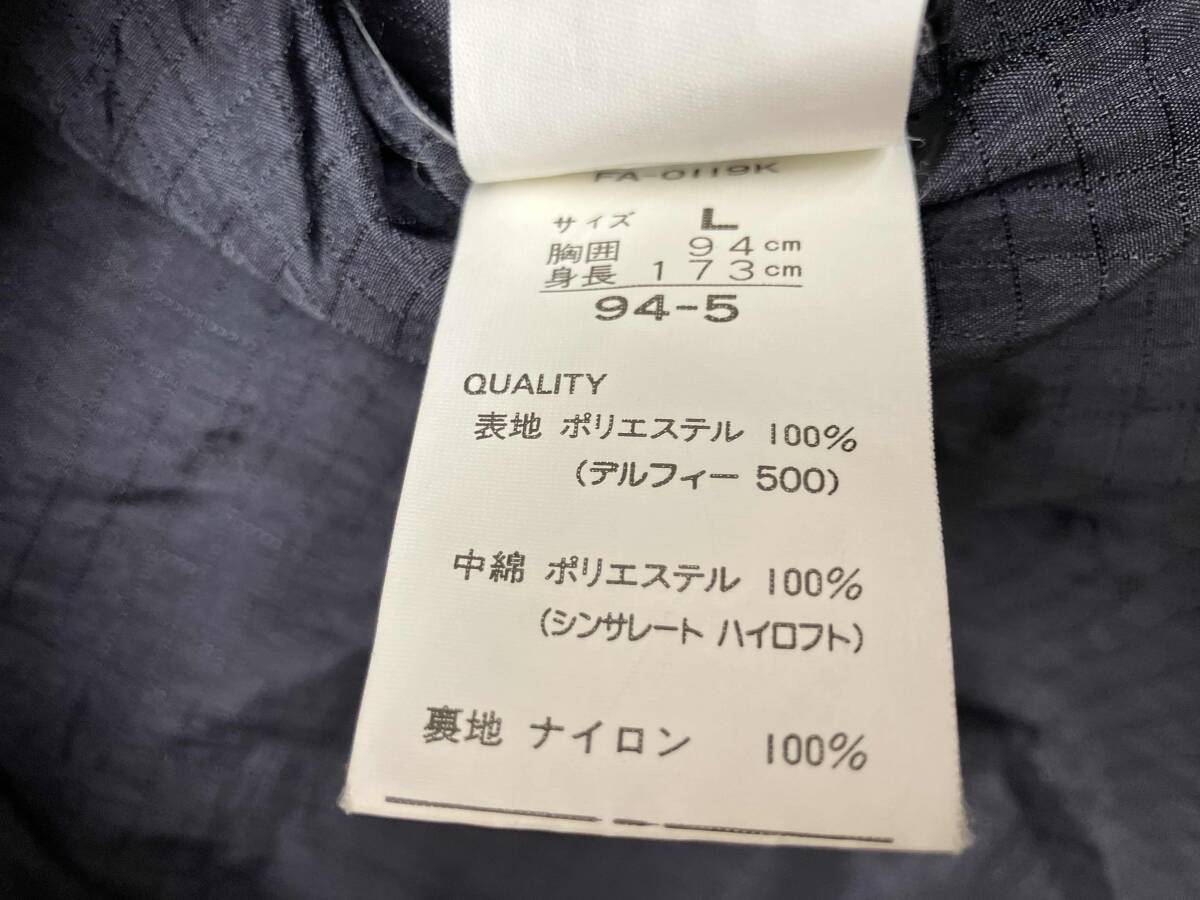 FA-0119K
サイズ L
胸囲 94cm
身長 173cm
94-5
QUALITY
表地 ポリエステル 100%
(デルフィー 500)
中綿 ポリエステル 100%
(シンサレート ハイロフト)
裏地 ナイロン 100%